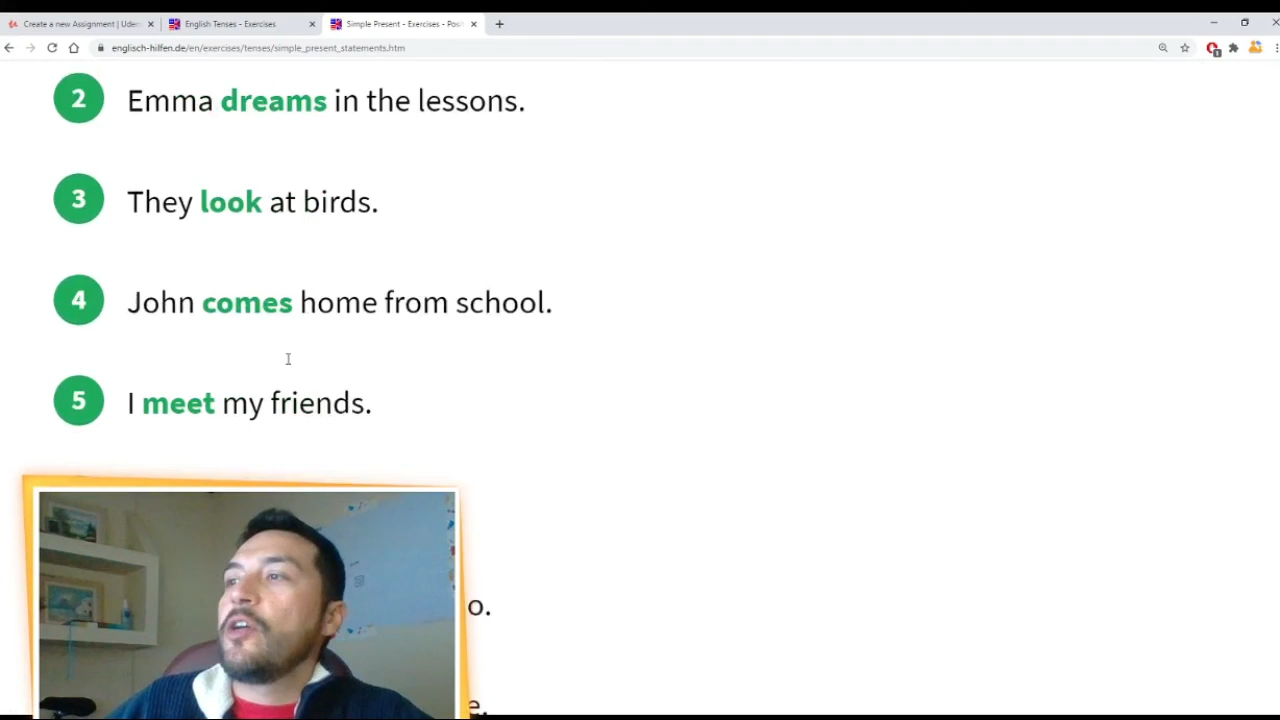 Create a new Assignment | Uder
English Tenses - Exercises
Simple Present - Exercises - Posit
englisch-hilfen.de/en/exercises/tenses/simple_present_statements.htm
2 Emma dreams in the lessons.
3 They look at birds.
4 John comes home from school.
5 I meet my friends.
o.
e.